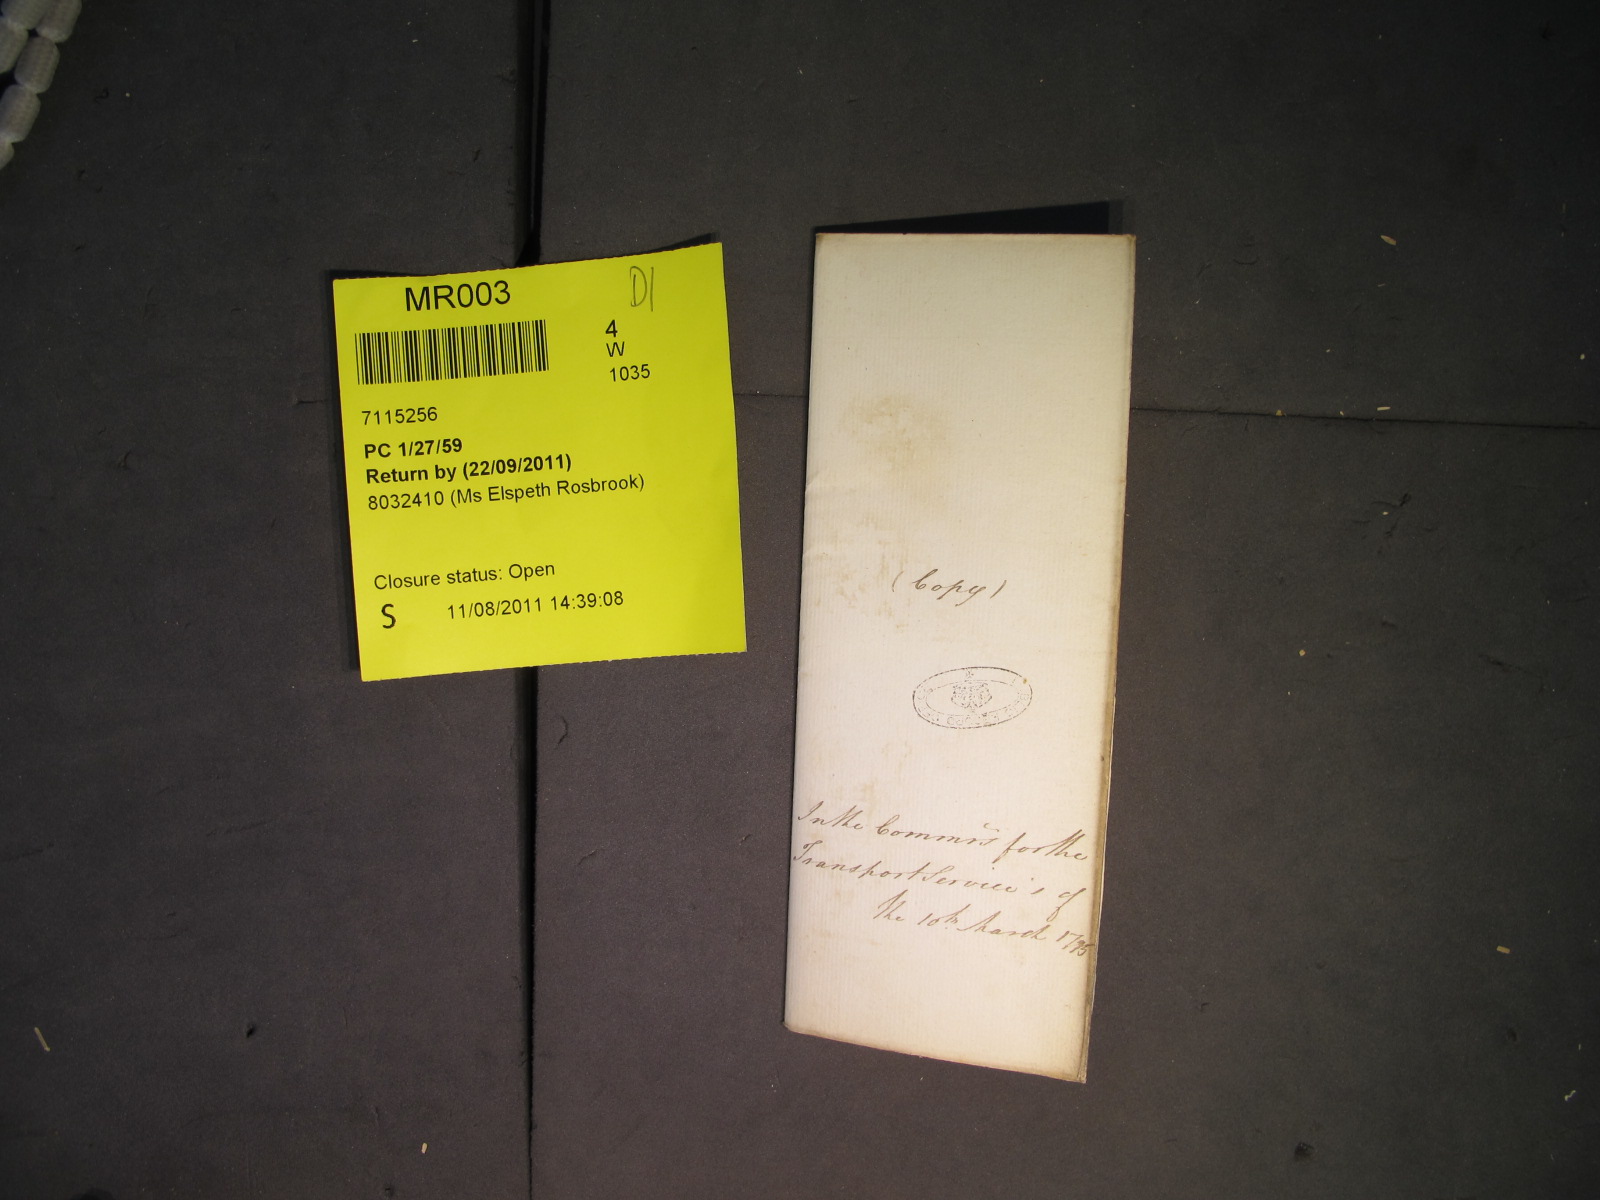 MR003
D1
4
W
1035
7115256
PC 1/27/59
Return by (22/09/2011)
8032410 (Ms Elspeth Rosbrook)
Closure status: Open
S 11/08/2011 14:39:08
(Copy)
In the Commrs for the
Transport Service's of
the 10th March 1795